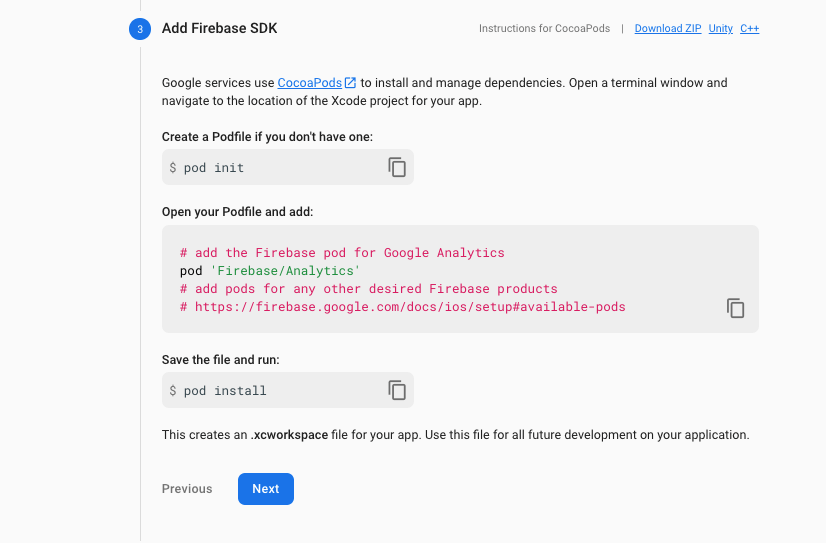 3 Add Firebase SDK Instructions for CocoaPods | Download ZIP Unity C++
Google services use CocoaPods to install and manage dependencies. Open a terminal window and
navigate to the location of the Xcode project for your app.
Create a Podfile if you don't have one:
$ pod init
Open your Podfile and add:
# add the Firebase pod for Google Analytics
pod 'Firebase/Analytics'
# add pods for any other desired Firebase products
# https://firebase.google.com/docs/ios/setup#available-pods
Save the file and run:
$ pod install
This creates an .xcworkspace file for your app. Use this file for all future development on your application.
Previous Next